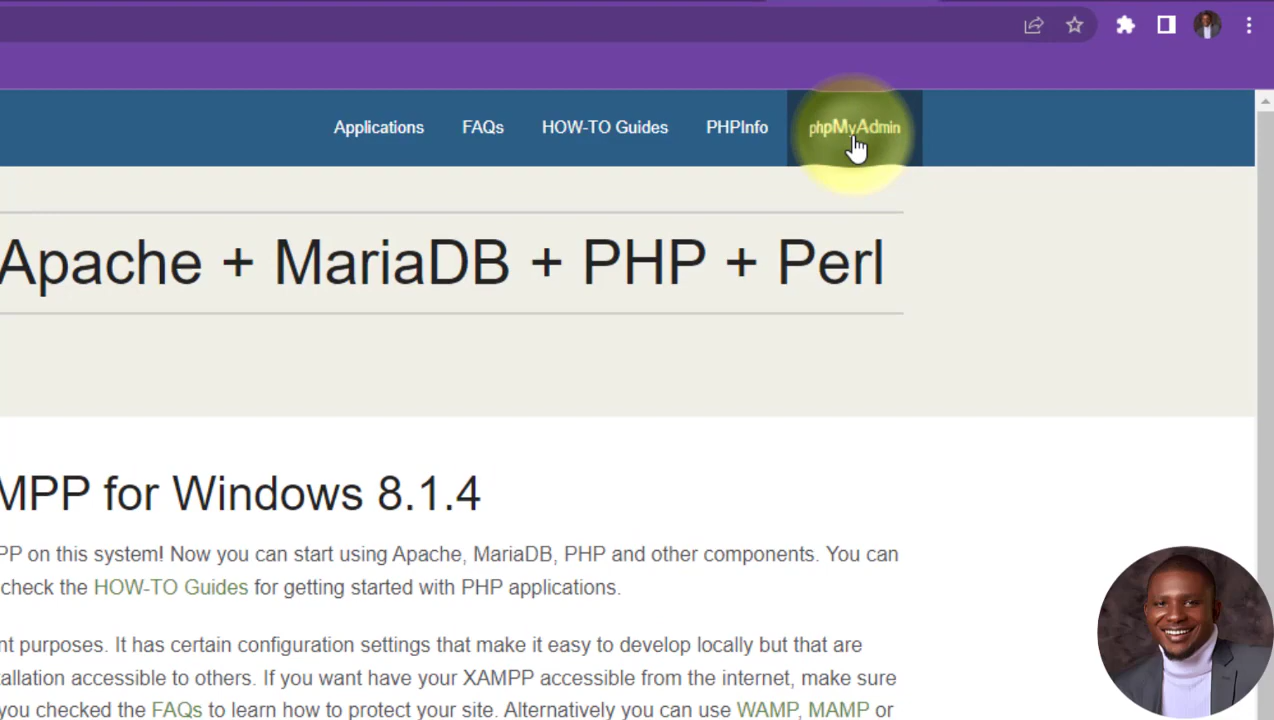 Applications FAQs HOW-TO Guides PHPInfo phpMyAdmin
Apache + MariaDB + PHP + Perl
MPP for Windows 8.1.4
PP on this system! Now you can start using Apache, MariaDB, PHP and other components. You can
check the HOW-TO Guides for getting started with PHP applications.
nt purposes. It has certain configuration settings that make it easy to develop locally but that are
tallation accessible to others. If you want have your XAMPP accessible from the internet, make sure
you checked the FAQs to learn how to protect your site. Alternatively you can use WAMP, MAMP or